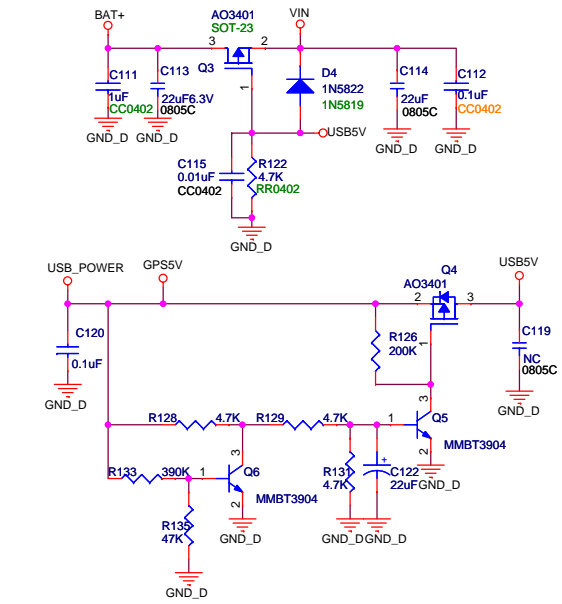 BAT+
AO3401
SOT-23
VIN
3
2
Q3
1
C111
1uF
CC0402
C113
22uF6.3V
0805C
D4
1N5822
1N5819
C114
22uF
0805C
C112
0.1uF
CC0402
GND_D
GND_D
GND_D
GND_D
USB5V
C115
0.01uF
CC0402
R122
4.7K
RR0402
GND_D
USB_POWER
GPS5V
Q4
AO3401
USB5V
2
3
1
C120
0.1uF
GND_D
R126
200K
C119
NC
0805C
GND_D
R128
4.7K
R129
4.7K
1
3
Q5
MMBT3904
2
GND_D
R133
390K
1
3
Q6
MMBT3904
2
GND_D
R131
4.7K
C122
+
22uF
GND_D
GND_D
R135
47K
GND_D